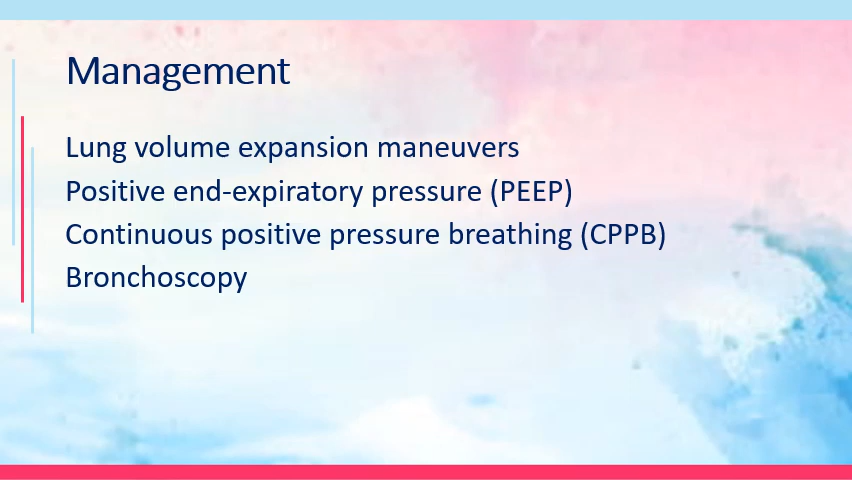 Management
Lung volume expansion maneuvers
Positive end-expiratory pressure (PEEP)
Continuous positive pressure breathing (CPPB)
Bronchoscopy